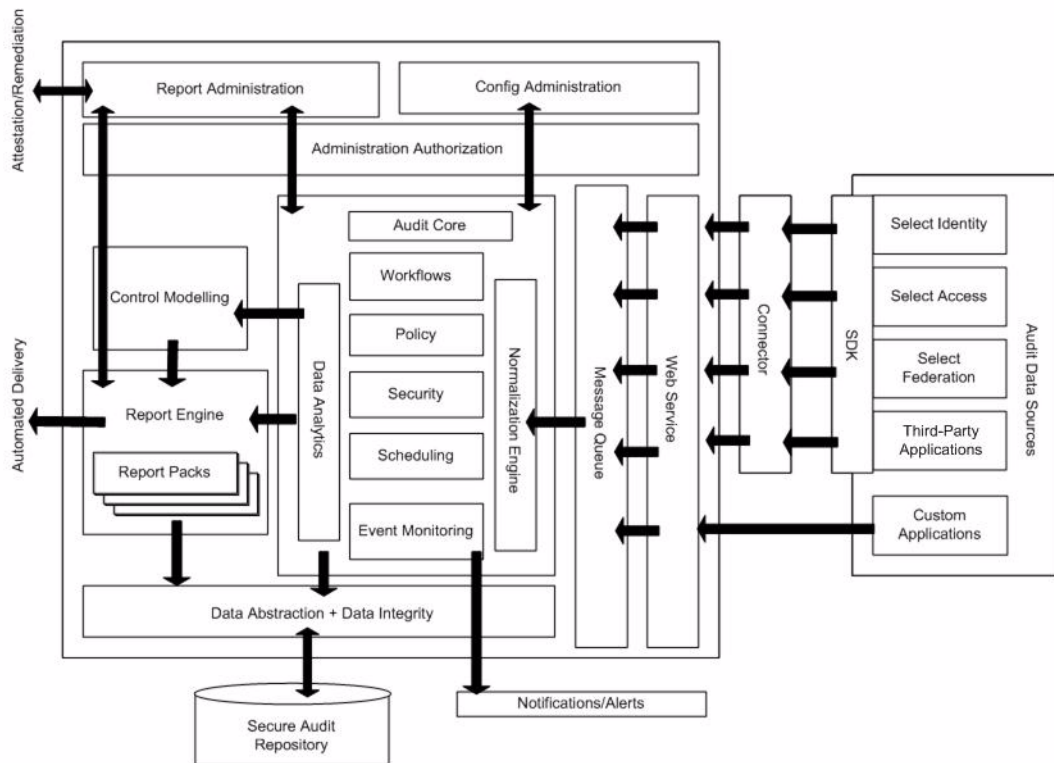 Attestation/Remediation
Report Administration
Config Administration
Administration Authorization
Audit Core
Workflows
Policy
Security
Scheduling
Event Monitoring
Control Modelling
Data Analytics
Normalization Engine
Message Queue
Web Service
Connector
SDK
Select Identity
Select Access
Select
Federation
Third-Party
Applications
Custom
Applications
Audit Data Sources
Automated Delivery
Report Engine
Report Packs
Data Abstraction + Data Integrity
Secure Audit
Repository
Notifications/Alerts